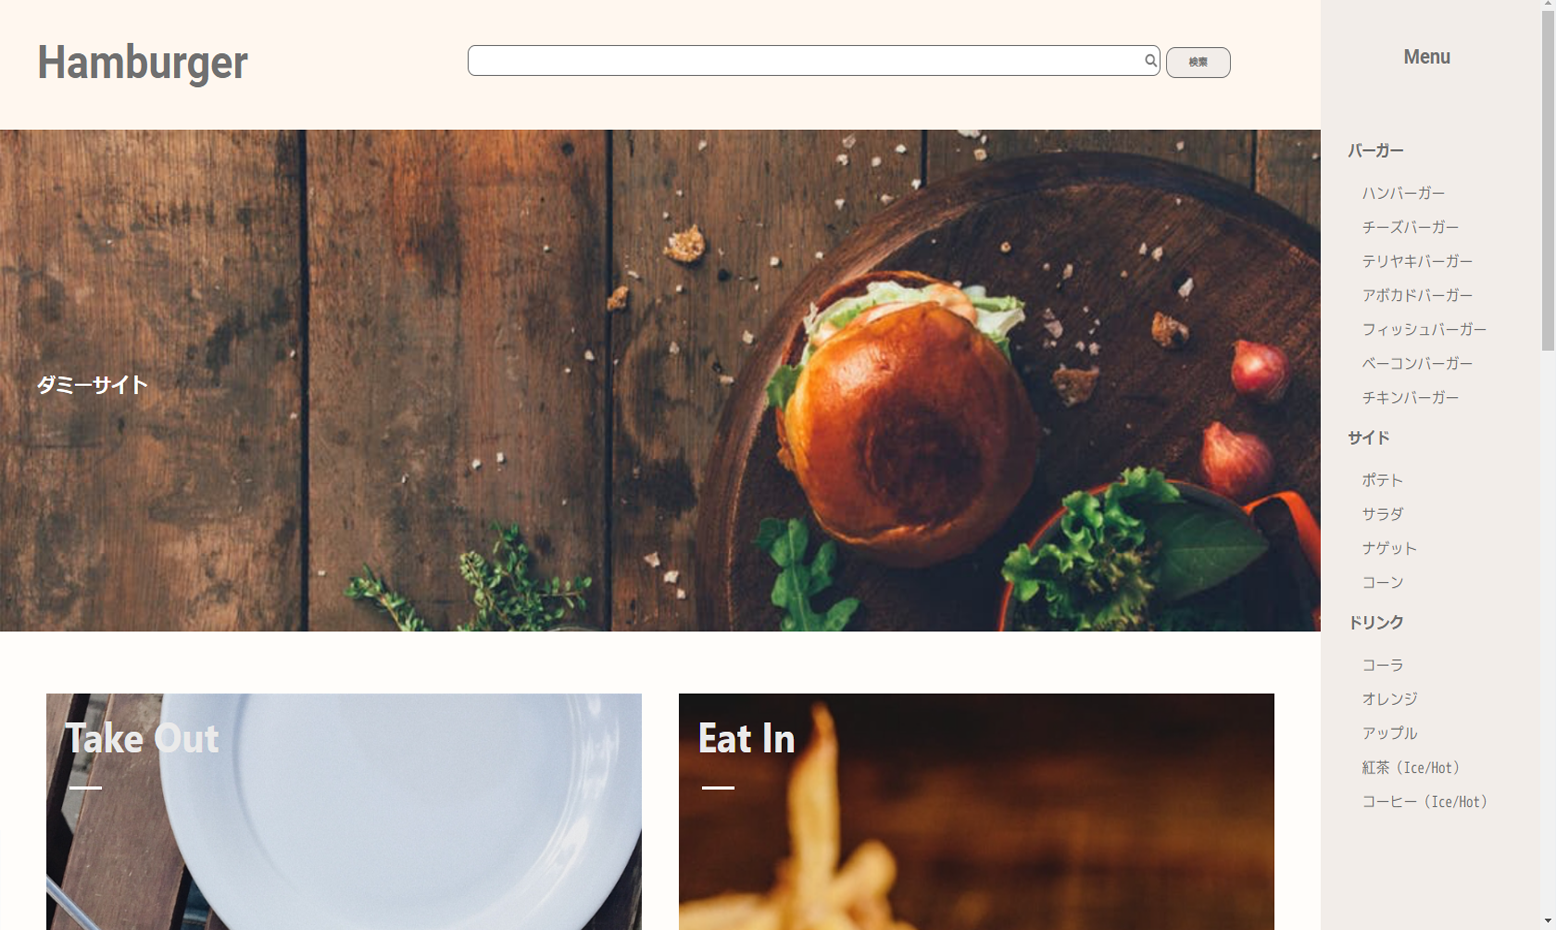 Hamburger
検索
ダミーサイト
Take Out
Eat In
Menu
バーガー
ハンバーガー
チーズバーガー
テリヤキバーガー
アボカドバーガー
フィッシュバーガー
ベーコンバーガー
チキンバーガー
サイド
ポテト
サラダ
ナゲット
コーン
ドリンク
コーラ
オレンジ
アップル
紅茶（Ice/Hot）
コーヒー（Ice/Hot）